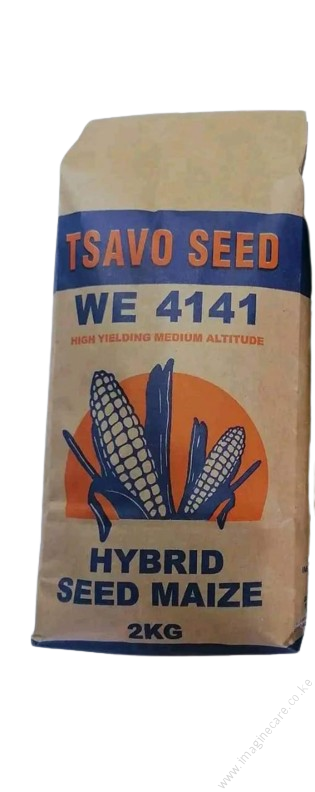 TSAVO SEED
WE 4141
HIGH YIELDING MEDIUM ALTITUDE
HYBRID
SEED MAIZE
2KG
www.imaginecare.co.ke